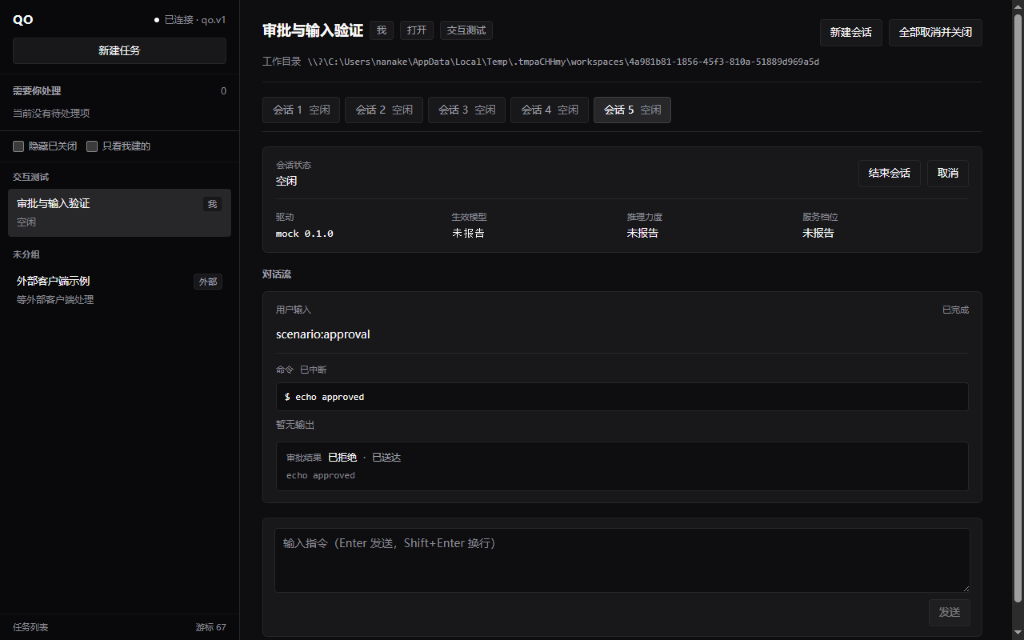 QO
已连接 · qo.v1
新建任务
需要你处理 0
当前没有待处理项
隐藏已关闭 只看我建的
交互测试
审批与输入验证 我
空闲
未分组
外部客户端示例 外部
等外部客户端处理
任务列表 游标 67
审批与输入验证 我 打开 交互测试
新建会话 全部取消并关闭
工作目录 \\?\C:\Users\nanake\AppData\Local\Temp\.tmpaCHHmy\workspaces\4a981b81-1856-45f3-810a-51889d969a5d
会话 1 空闲 会话 2 空闲 会话 3 空闲 会话 4 空闲 会话 5 空闲
会话状态
空闲
结束会话 取消
驱动 生效模型 推理力度 服务档位
mock 0.1.0 未报告 未报告 未报告
对话流
用户输入 已完成
scenario:approval
命令 已中断
$ echo approved
暂无输出
审批结果 已拒绝 · 已送达
echo approved
输入指令（Enter 发送，Shift+Enter 换行）
发送